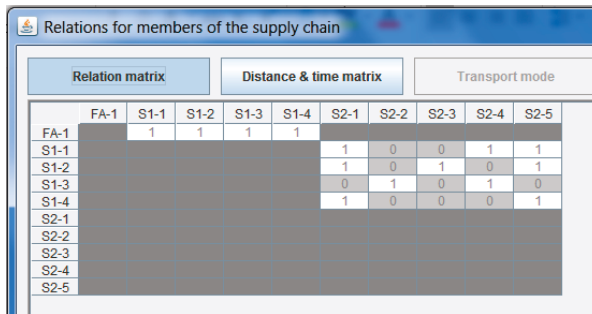 Relations for members of the supply chain
Relation matrix Distance & time matrix Transport mode
FA-1 S1-1 S1-2 S1-3 S1-4 S2-1 S2-2 S2-3 S2-4 S2-5
FA-1 1 1 1 1
S1-1 1 0 0 1 1
S1-2 1 0 1 0 1
S1-3 0 1 0 1 0
S1-4 1 0 0 0 1
S2-1
S2-2
S2-3
S2-4
S2-5